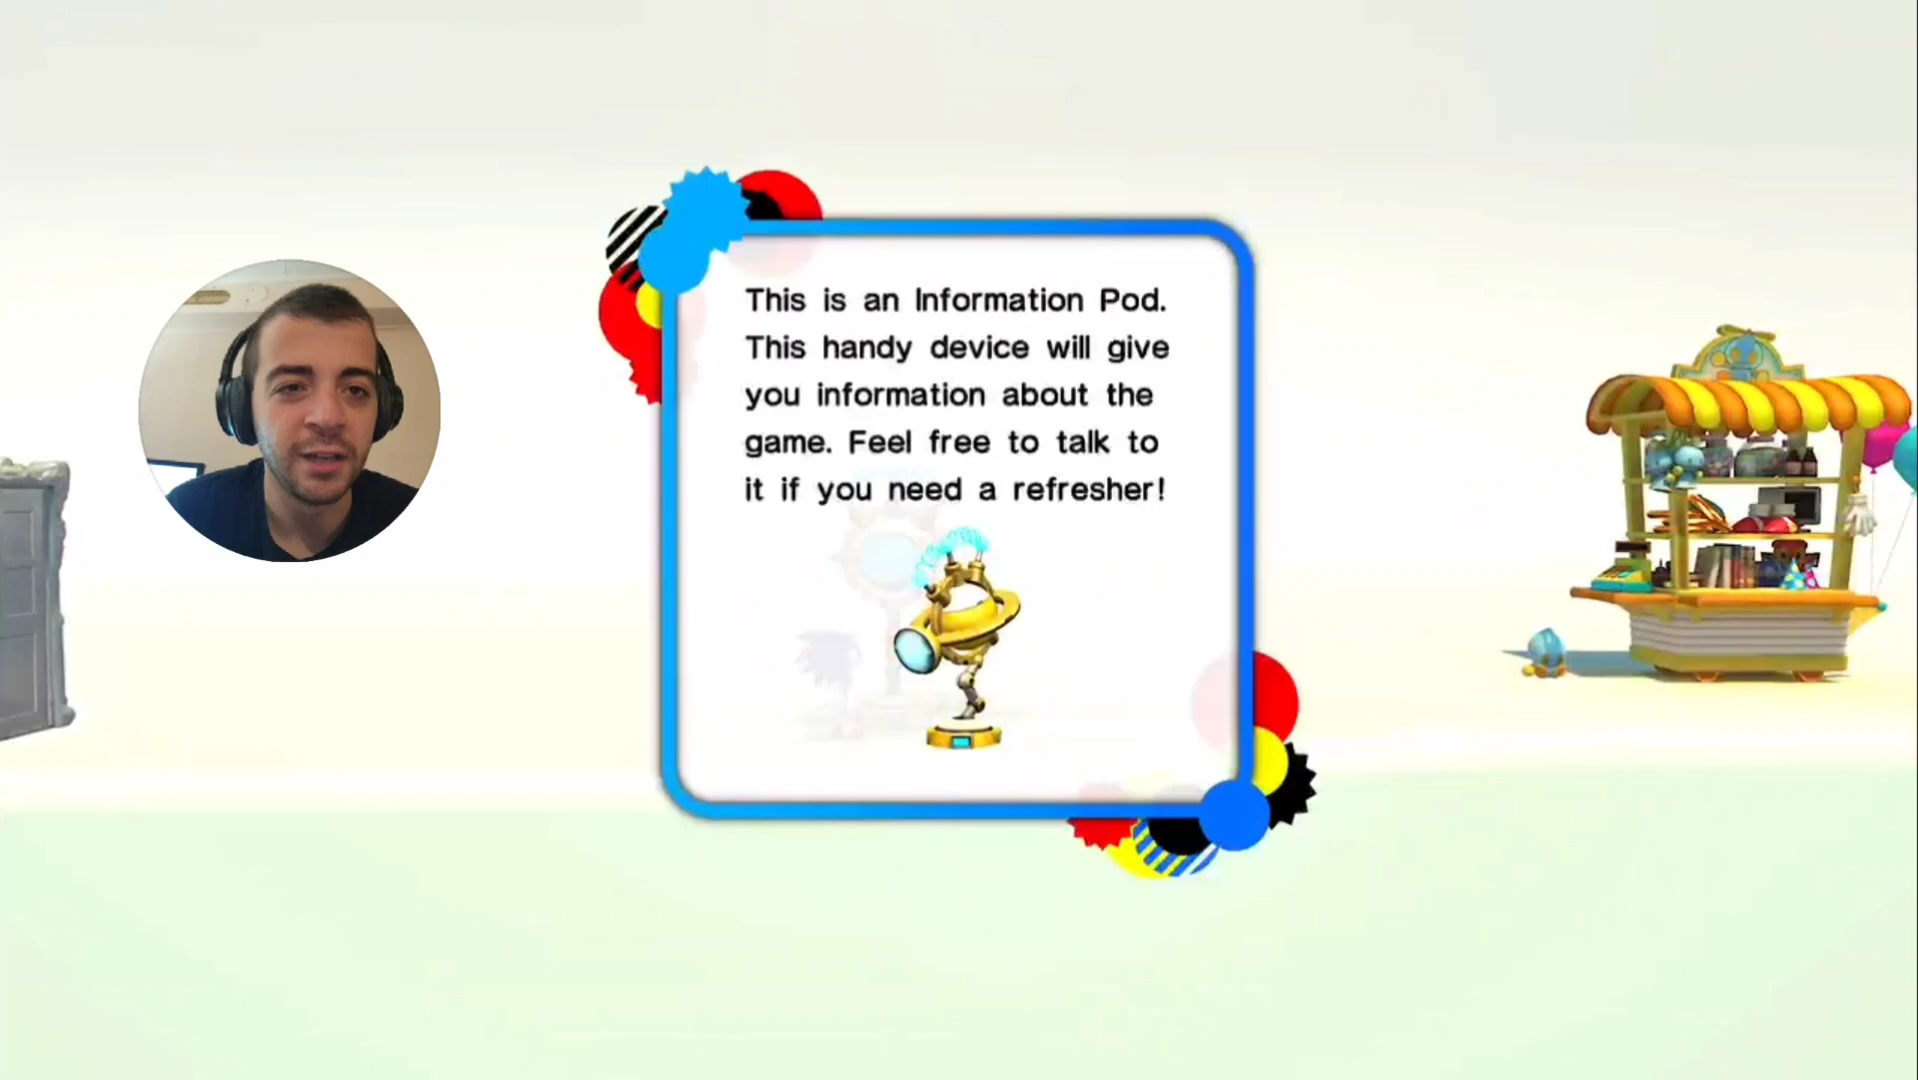 This is an Information Pod.
This handy device will give
you information about the
game. Feel free to talk to
it if you need a refresher!